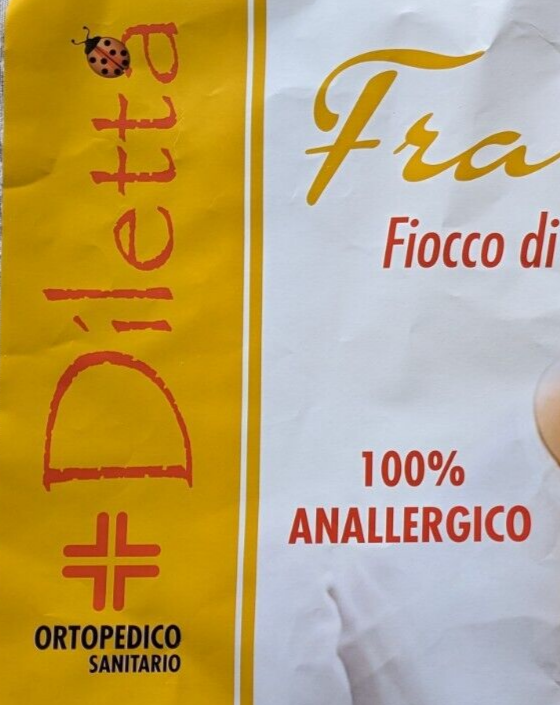 Diletta
ORTOPEDICO
SANITARIO
Fra
Fiocco di
100%
ANALLERGICO